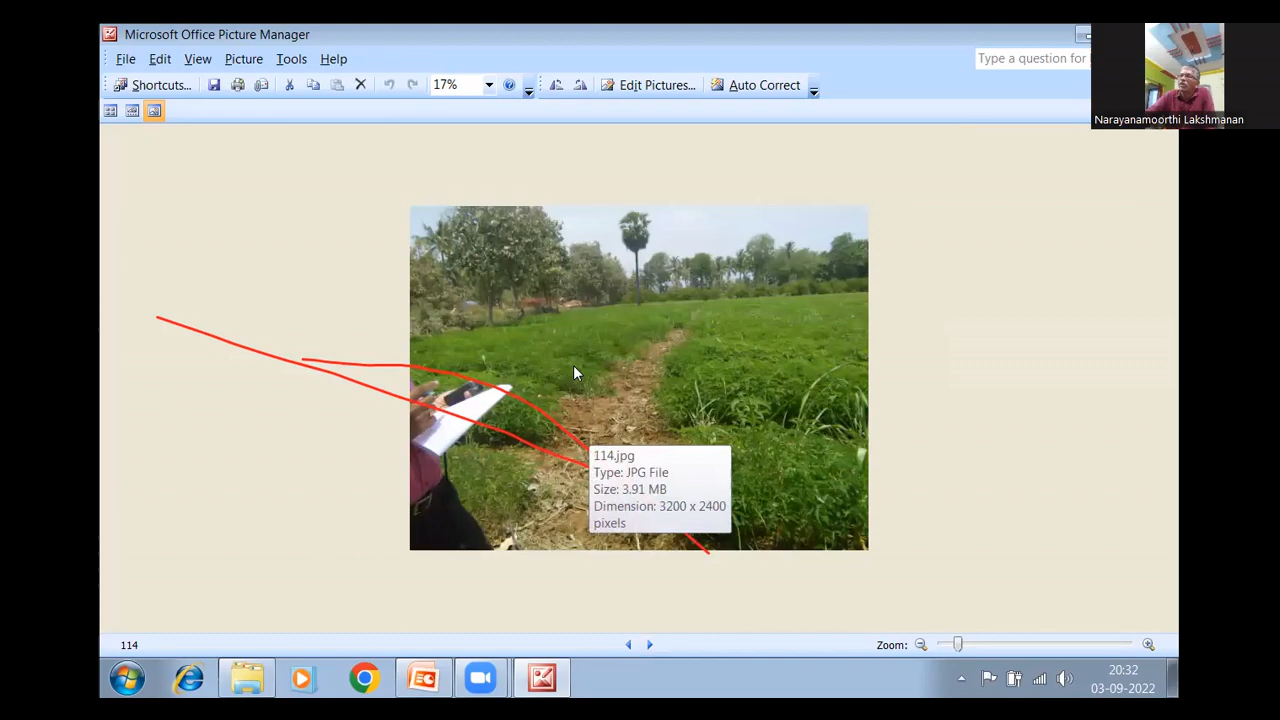 Microsoft Office Picture Manager
File Edit View Picture Tools Help
Type a question for
Shortcuts... 17% Edit Pictures... Auto Correct
Narayanamoorthi Lakshmanan
114.jpg
Type: JPG File
Size: 3.91 MB
Dimension: 3200 x 2400
pixels
114
Zoom:
20:32
03-09-2022